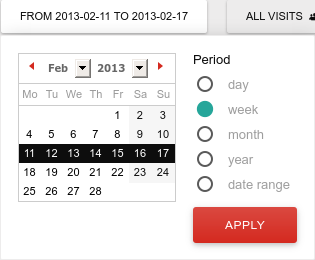 FROM 2013-02-11 TO 2013-02-17
ALL VISITS
Feb 2013
Mo Tu We Th Fr Sa Su
1 2 3
4 5 6 7 8 9 10
11 12 13 14 15 16 17
18 19 20 21 22 23 24
25 26 27 28
Period
day
week
month
year
date range
APPLY